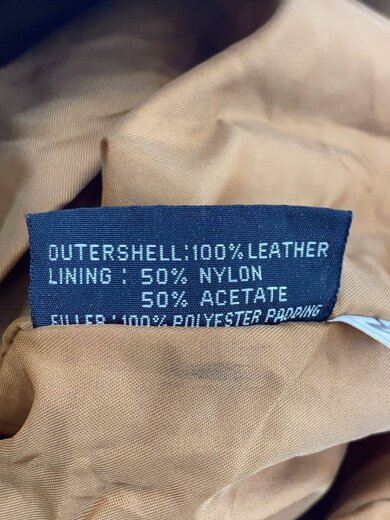 OUTERSHELL:100% LEATHER
LINING : 50% NYLON
50% ACETATE
FILLER:100% POLYESTER PADDING